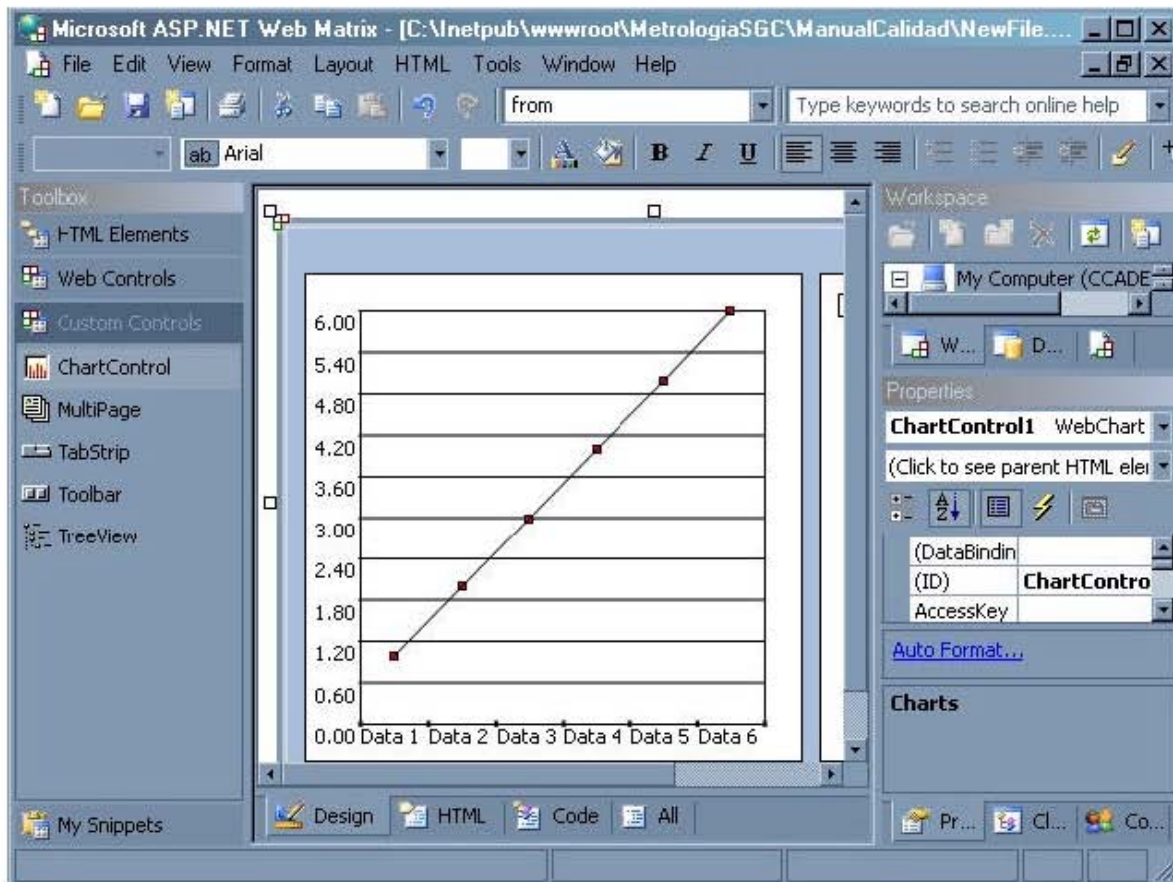 Microsoft ASP.NET Web Matrix - [C:\Inetpub\wwwroot\MetrologiaSGC\ManualCalidad\NewFile....
File Edit View Format Layout HTML Tools Window Help
from
Type keywords to search online help
ab Arial
B I U
Toolbox
HTML Elements
Web Controls
Custom Controls
ChartControl
MultiPage
TabStrip
Toolbar
TreeView
My Snippets
6.00
5.40
4.80
4.20
3.60
3.00
2.40
1.80
1.20
0.60
0.00 Data 1 Data 2 Data 3 Data 4 Data 5 Data 6
Design HTML Code All
Workspace
My Computer (CCADE
W... D...
Properties
ChartControl1 WebChart
(Click to see parent HTML ele
A Z
(DataBindin
(ID) ChartContro
AccessKey
Auto Format...
Charts
Pr... Cl... Co...